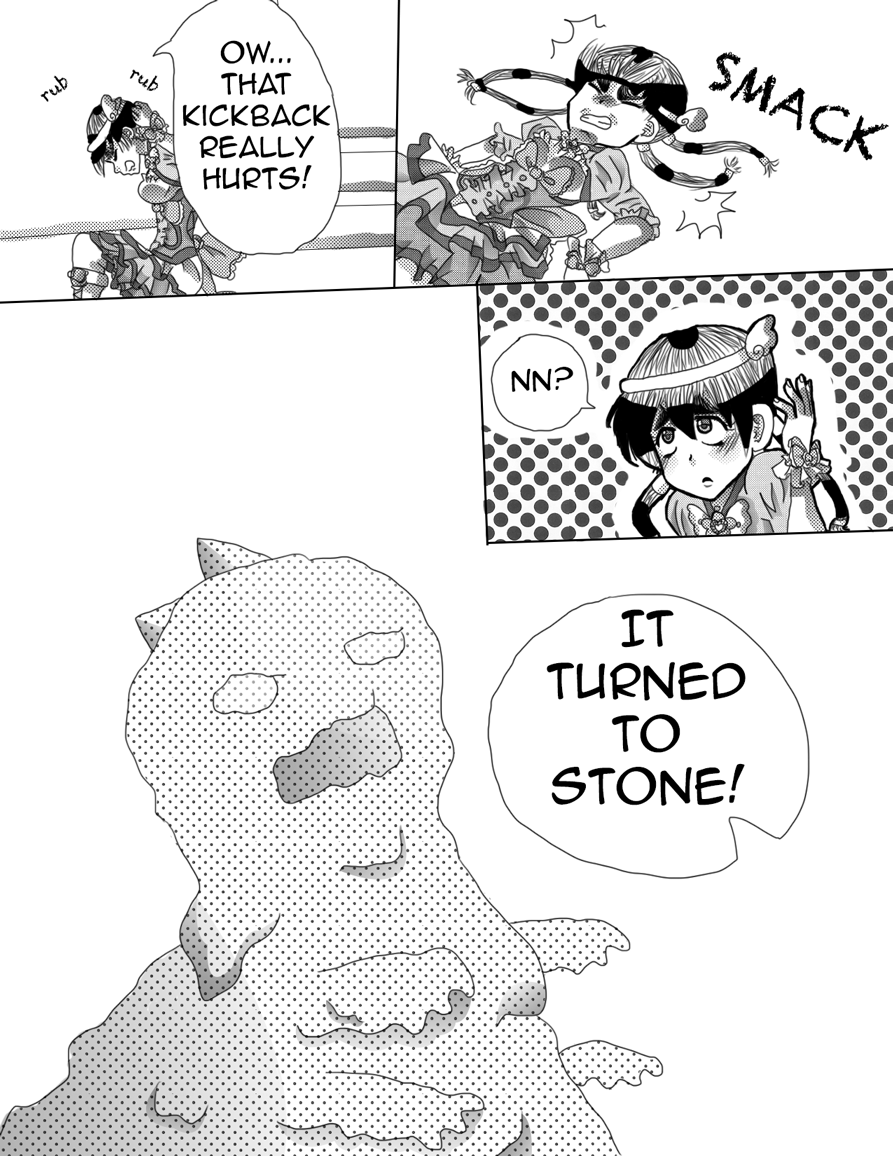 SMACK
OW...
THAT
KICKBACK
REALLY
HURTS!
rub
rub
NN?
IT
TURNED
TO
STONE!